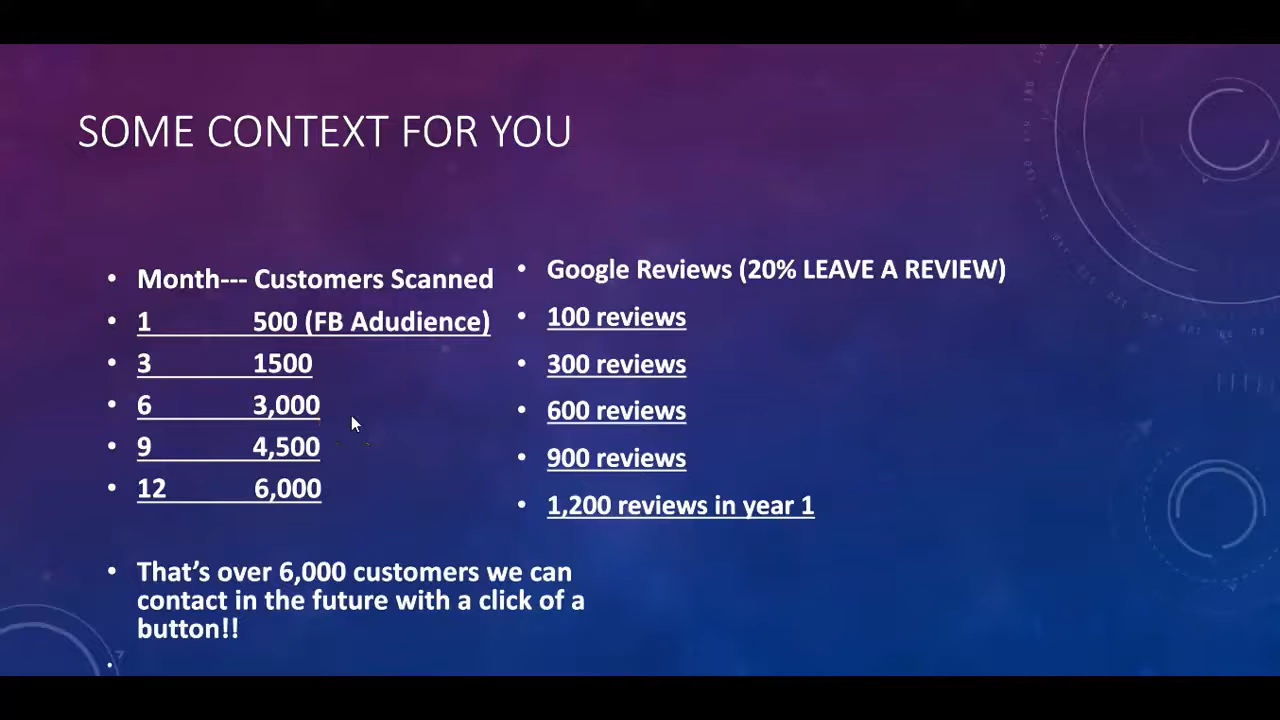 SOME CONTEXT FOR YOU
• Month--- Customers Scanned
• 1 500 (FB Adudience)
• 3 1500
• 6 3,000
• 9 4,500
• 12 6,000
• That's over 6,000 customers we can
contact in the future with a click of a
button!!
•
• Google Reviews (20% LEAVE A REVIEW)
• 100 reviews
• 300 reviews
• 600 reviews
• 900 reviews
• 1,200 reviews in year 1